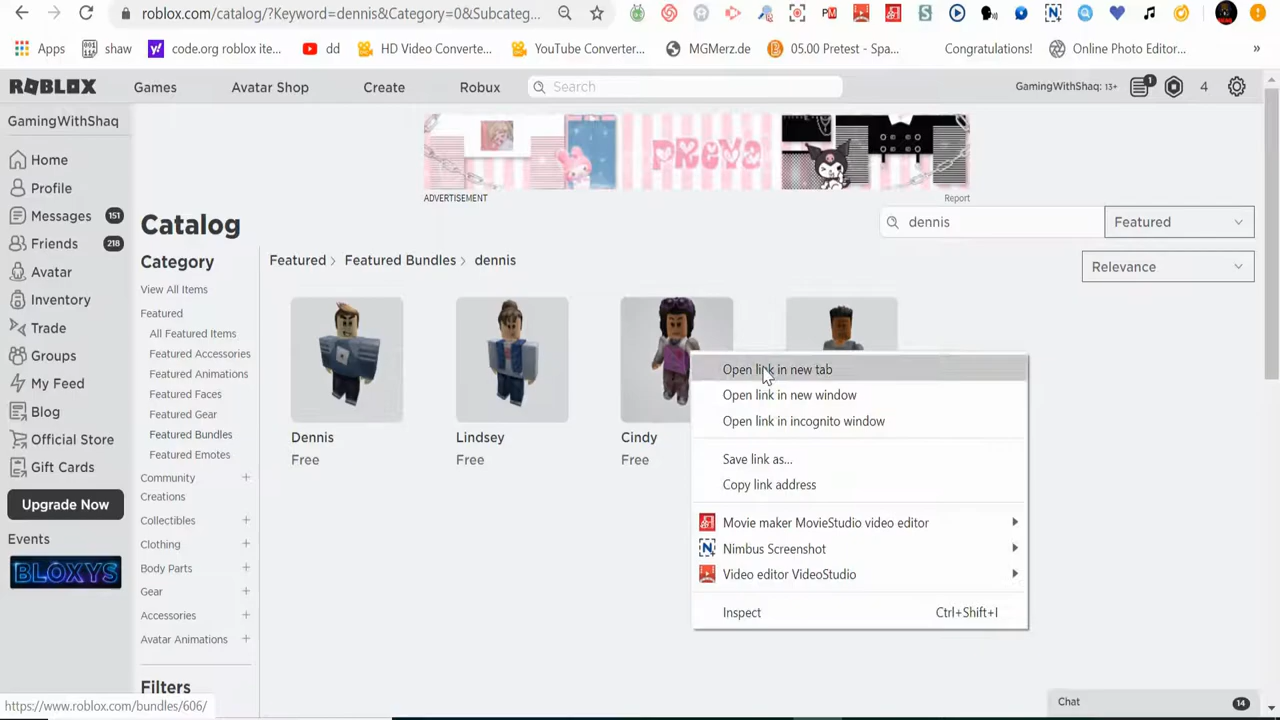 roblox.com/catalog/?Keyword=dennis&Category=0&Subcateg...
Apps
shaw
code.org roblox ite...
dd
HD Video Converte...
YouTube Converter...
MGMerz.de
05.00 Pretest - Spa...
Congratulations!
Online Photo Editor...
»
ROBLOX
Games
Avatar Shop
Create
Robux
Search
GamingWithShaq: 13+
1
4
GamingWithShaq
Home
Profile
Messages 151
Friends 218
Avatar
Inventory
Trade
Groups
My Feed
Blog
Official Store
Gift Cards
Upgrade Now
Events
BLOXYS
PREVG
ADVERTISEMENT
Report
Catalog
dennis
Featured
Category
Featured > Featured Bundles > dennis
Relevance
View All Items
Featured
All Featured Items
Featured Accessories
Featured Animations
Featured Faces
Featured Gear
Featured Bundles
Featured Emotes
Community
Creations
+
Collectibles +
Clothing +
Body Parts +
Gear +
Accessories +
Avatar Animations +
Filters
Dennis
Free
Lindsey
Free
Cindy
Free
Open link in new tab
Open link in new window
Open link in incognito window
Save link as...
Copy link address
Movie maker MovieStudio video editor
Nimbus Screenshot
Video editor VideoStudio
Inspect Ctrl+Shift+I
https://www.roblox.com/bundles/606/
Chat 14